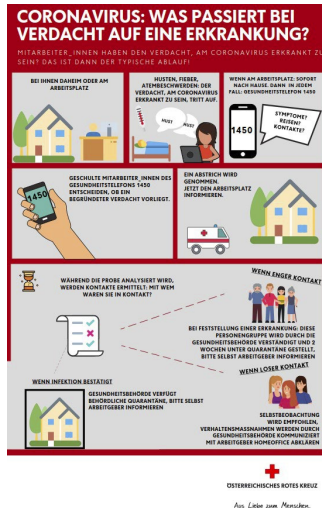 CORONAVIRUS: WAS PASSIERT BEI
VERDACHT AUF EINE ERKRANKUNG?
MITARBEITER_INNEN HABEN DEN VERDACHT, AM CORONAVIRUS ERKRANKT ZU
SEIN? DAS IST DANN DER TYPISCHE ABLAUF!
BEI IHNEN DAHEIM ODER AM
ARBEITSPLATZ
HUSTEN, FIEBER,
ATEMBESCHWERDEN: DER
VERDACHT, AM CORONAVIRUS
ERKRANKT ZU SEIN, TRITT AUF.
HUST
HUST
WENN AM ARBEITSPLATZ: SOFORT
NACH HAUSE. DANN IN JEDEM
FALL: GESUNDHEITSTELEFON 1450
1450
SYMPTOME?
REISEN?
KONTAKTE?
1450
GESCHULTE MITARBEITER_INNEN DES
GESUNDHEITSTELEFONS 1450
ENTSCHEIDEN, OB EIN
BEGRÜNDETER VERDACHT VORLIEGT.
EIN ABSTRICH WIRD
GENOMMEN.
JETZT DEN ARBEITSPLATZ
INFORMIEREN.
WÄHREND DIE PROBE ANALYSIERT WIRD,
WERDEN KONTAKTE ERMITTELT: MIT WEM
WAREN SIE IN KONTAKT?
WENN ENGER KONTAKT
BEI FESTSTELLUNG EINER ERKRANKUNG: DIESE
PERSONENGRUPPE WIRD DURCH DIE
GESUNDHEITSBEHÖRDE VERSTÄNDIGT UND 2
WOCHEN UNTER QUARANTÄNE GESTELLT,
BITTE SELBST ARBEITGEBER INFORMIEREN
WENN LOSER KONTAKT
SELBSTBEOBACHTUNG
WIRD EMPFOHLEN,
VERHALTENSMASSNAHMEN WERDEN DURCH
GESUNDHEITSBEHÖRDE KOMMUNIZIERT
MIT ARBEITGEBER HOMEOFFICE ABKLÄREN
WENN INFEKTION BESTÄTIGT
GESUNDHEITSBEHÖRDE VERFÜGT
BEHÖRDLICHE QUARANTÄNE, BITTE SELBST
ARBEITGEBER INFORMIEREN
ÖSTERREICHISCHES ROTES KREUZ
Aus Liebe zum Menschen.